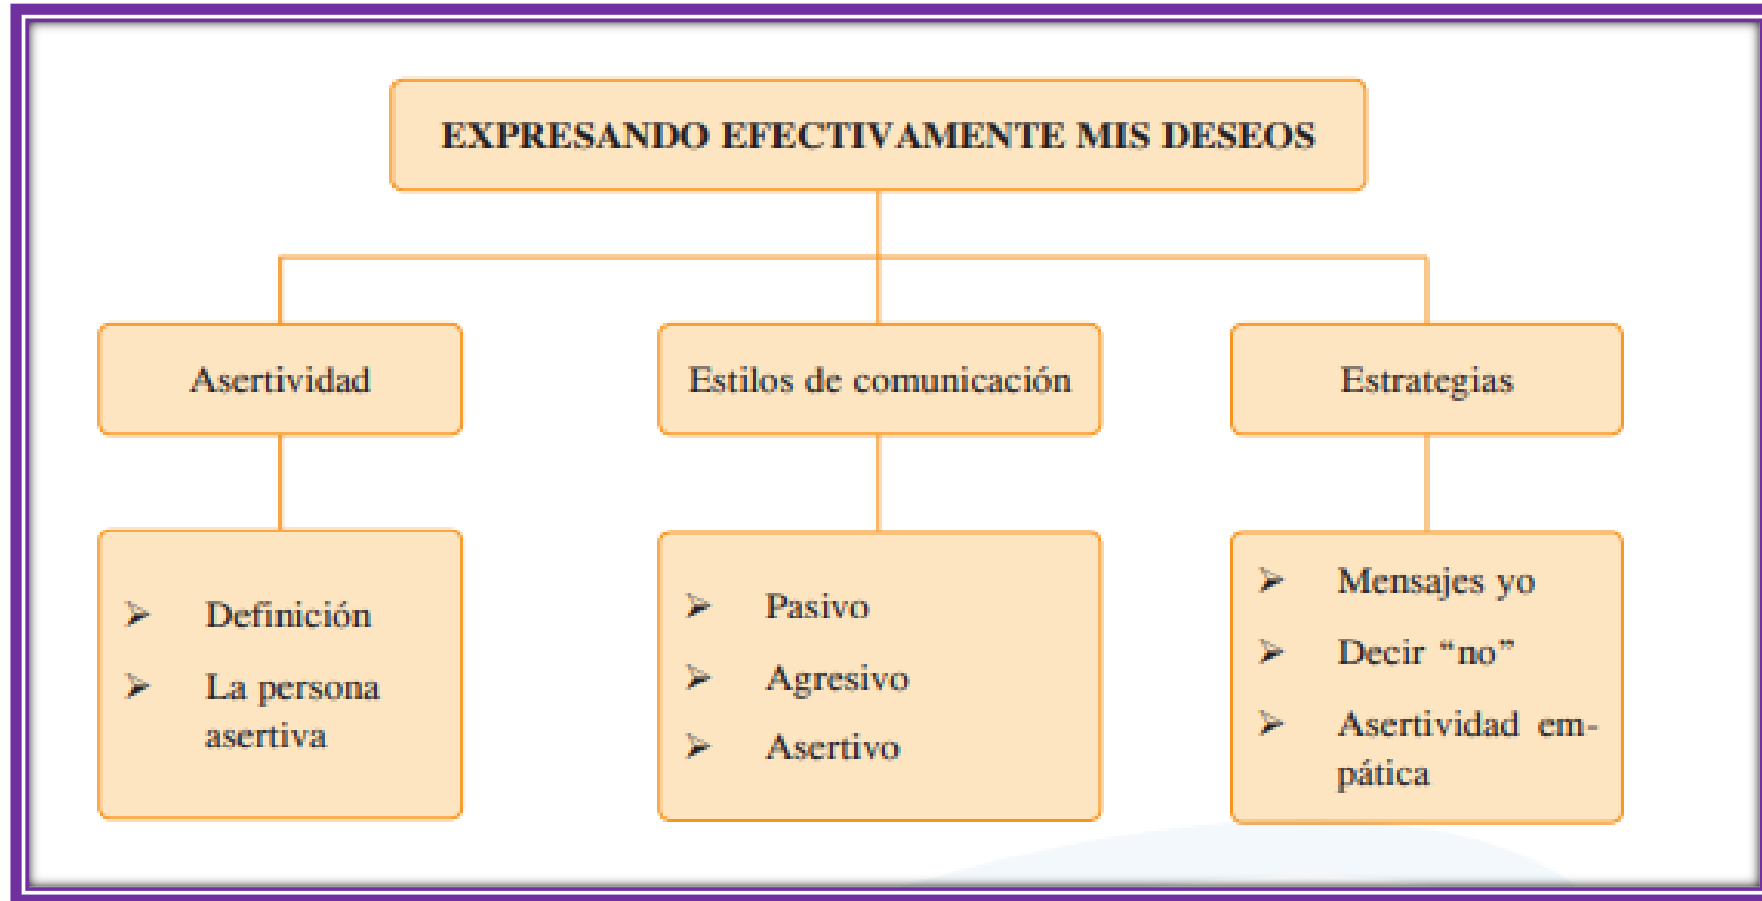 EXPRESANDO EFECTIVAMENTE MIS DESEOS
Asertividad
Estilos de comunicación
Estrategias
➢ Definición
➢ La persona
asertiva
➢ Pasivo
➢ Agresivo
➢ Asertivo
➢ Mensajes yo
➢ Decir “no”
➢ Asertividad em-
pática